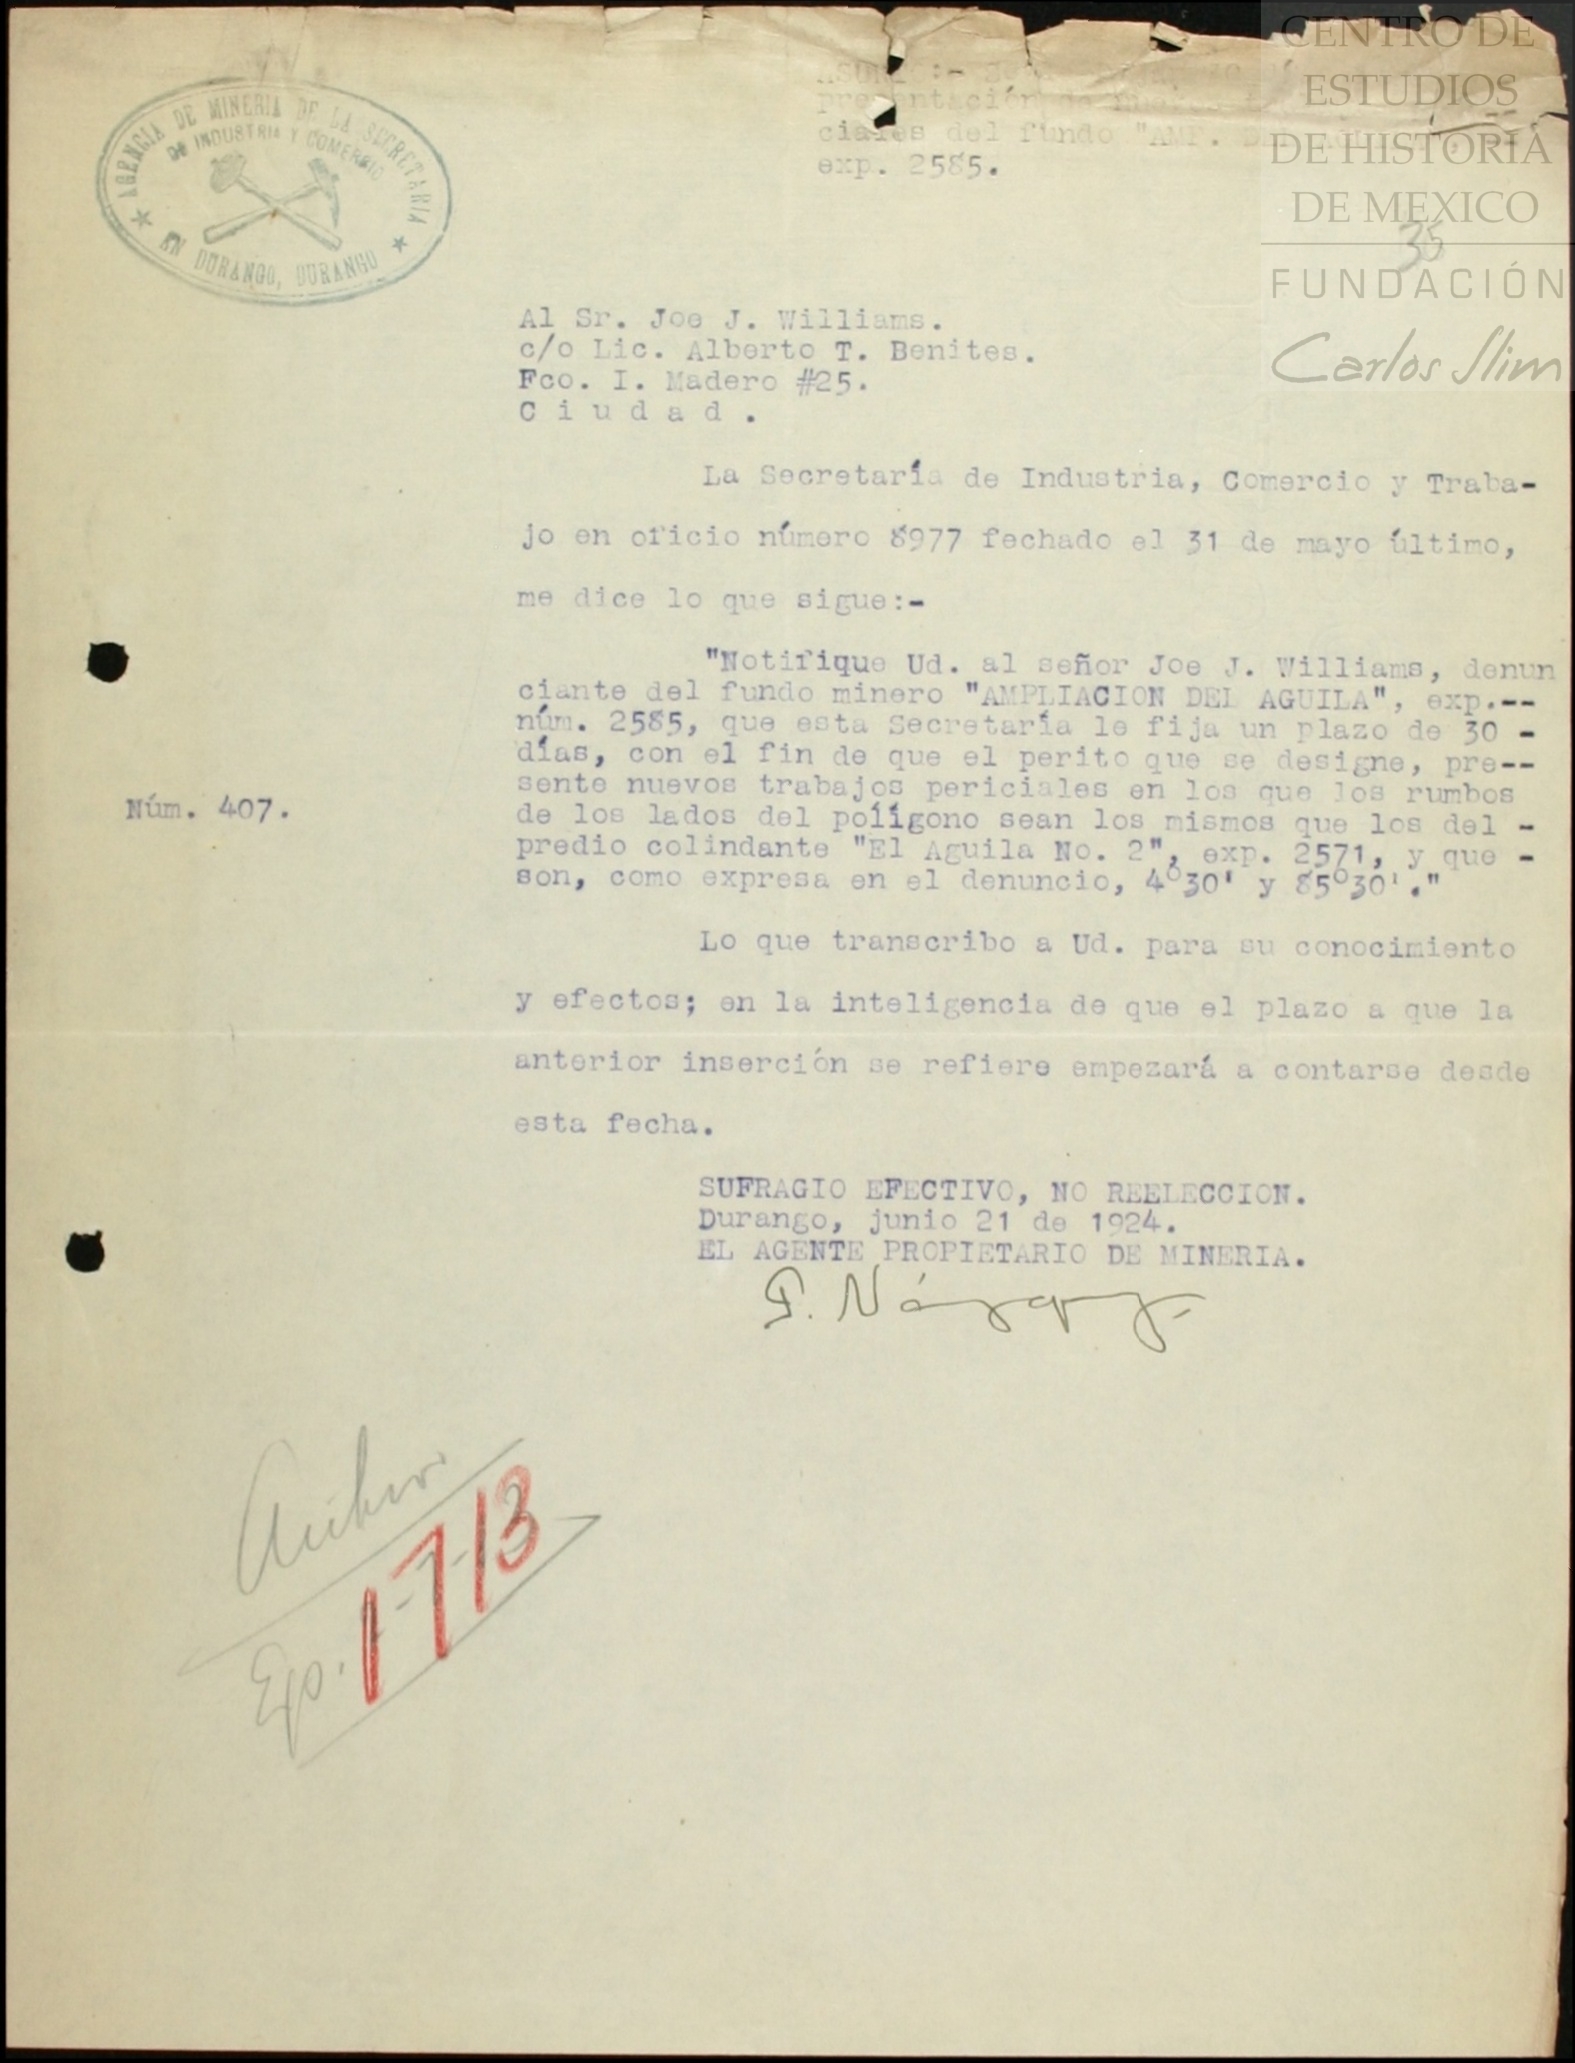 AGENCIA DE MINERIA DE LA SECRETARIA
DE INDUSTRIA Y COMERCIO
EN DURANGO, DURANGO
ASUNTO:-
presentación de
ciales del fundo "AMP. DEL
exp. 2585.
CENTRO DE
ESTUDIOS
DE HISTORIA
DE MEXICO
35
FUNDACIÓN
Carlos Slim
Al Sr. Joe J. Williams.
c/o Lic. Alberto T. Benites.
Fco. I. Madero #25.
C i u d a d .
La Secretaría de Industria, Comercio y Traba-
jo en oficio número 8977 fechado el 31 de mayo último,
me dice lo que sigue:-
"Notifique Ud. al señor Joe J. Williams, denun
ciante del fundo minero "AMPLIACION DEL AGUILA", exp.--
núm. 2585, que esta Secretaría le fija un plazo de 30 -
días, con el fin de que el perito que se designe, pre--
sente nuevos trabajos periciales en los que los rumbos
Núm. 407.
de los lados del polígono sean los mismos que los del -
predio colindante "El Aguila No. 2", exp. 2571, y que -
son, como expresa en el denuncio, 4°30' y 85°30'."
Lo que transcribo a Ud. para su conocimiento
y efectos; en la inteligencia de que el plazo a que la
anterior inserción se refiere empezará a contarse desde
esta fecha.
SUFRAGIO EFECTIVO, NO REELECCION.
Durango, junio 21 de 1924.
EL AGENTE PROPIETARIO DE MINERIA.
Exp. 1-7-13